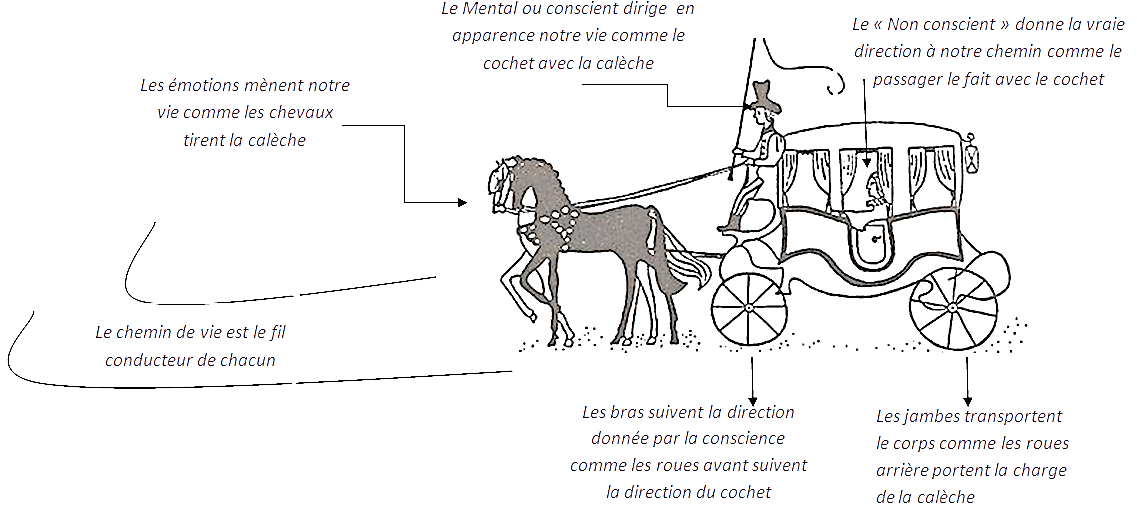 Le Mental ou conscient dirige en
apparence notre vie comme le
cochet avec la calèche
Le « Non conscient » donne la vraie
direction à notre chemin comme le
passager le fait avec le cochet
Les émotions mènent notre
vie comme les chevaux
tirent la calèche
Le chemin de vie est le fil
conducteur de chacun
Les bras suivent la direction
donnée par la conscience
comme les roues avant suivent
la direction du cochet
Les jambes transportent
le corps comme les roues
arrière portent la charge
de la calèche